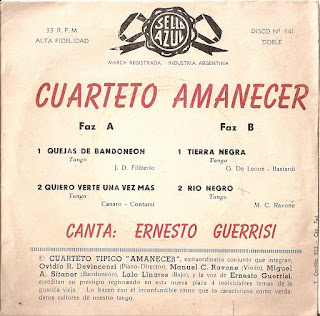 33 R. P. M.
ALTA FIDELIDAD
SELLO
AZUL
DISCO Nº 641
DOBLE
MARCA REGISTRADA INDUSTRIA ARGENTINA
CUARTETO AMANECER
Faz A
1 QUEJAS DE BANDONEON
Tango
J. D. Filiberto
2 QUIERO VERTE UNA VEZ MAS
Tango
Canaro - Contursi
Faz B
1 TIERRA NEGRA
Tango
G. De Leone - Bastardi
2 RIO NEGRO
Tango
M. C. Ravone
CANTA: ERNESTO GUERRISI
El CUARTETO TIPICO "AMANECER", extraordinario conjunto que integran,
Ovidio R. Devincensi (Piano-Director), Manuel C. Ravone (Violín), Miguel
A. Sitanor (Bandoneón), Lalo Linares (Bajo), y la voz de Ernesto Guerrisi,
acreditan su prestigio registrando en esta nueva placa 4 inolvidables temas de la
guardia vieja. Lo hacen con el inconfundible ritmo que lo caracteriza como verda-
deros cultores de nuestro tango.